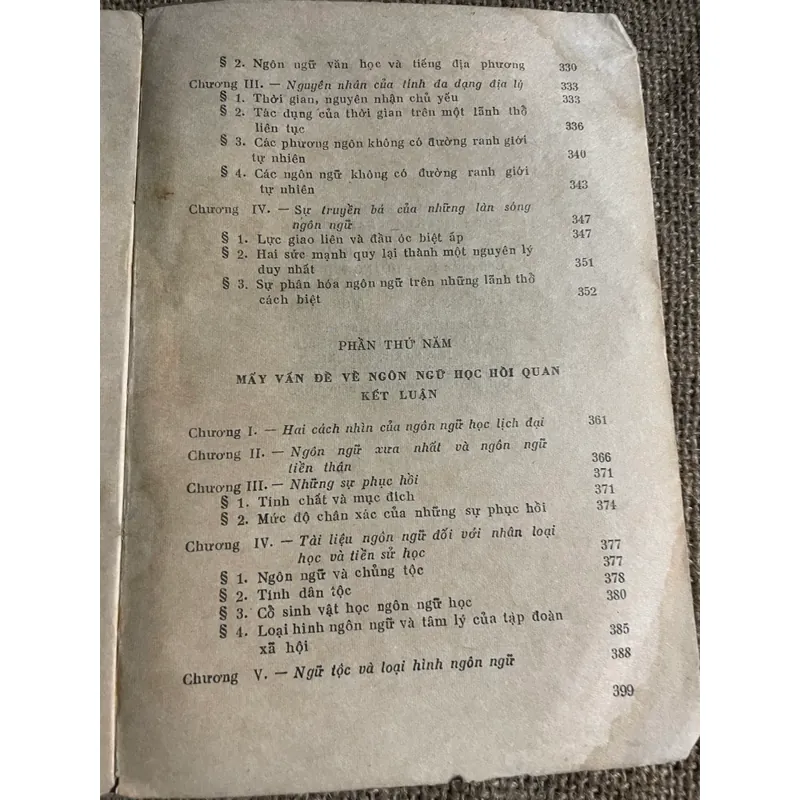 § 2. Ngôn ngữ văn học và tiếng địa phương 330
Chương III. — Nguyên nhân của tính đa dạng địa lý 333
§ 1. Thời gian, nguyên nhận chủ yếu 333
§ 2. Tác dụng của thời gian trên một lãnh thổ
liên tục 336
§ 3. Các phương ngôn không có đường ranh giới
tự nhiên 340
§ 4. Các ngôn ngữ không có đường ranh giới
tự nhiên 343
Chương IV. — Sự truyền bá của những làn sóng
ngôn ngữ 347
§ 1. Lực giao liên và đầu óc biệt áp 347
§ 2. Hai sức mạnh quy lại thành một nguyên lý
duy nhất 351
§ 3. Sự phân hóa ngôn ngữ trên những lãnh thổ
cách biệt 352
PHẦN THỨ NĂM
MẤY VẤN ĐỀ VỀ NGÔN NGỮ HỌC HỒI QUAN
KẾT LUẬN
Chương I. — Hai cách nhìn của ngôn ngữ học lịch đại 361
Chương II. — Ngôn ngữ xưa nhất và ngôn ngữ
tiền thân 366
Chương III. — Những sự phục hồi 371
§ 1. Tính chất và mục đích 371
§ 2. Mức độ chân xác của những sự phục hồi 374
Chương IV. — Tài liệu ngôn ngữ đối với nhân loại
học và tiền sử học 377
§ 1. Ngôn ngữ và chủng tộc 377
§ 2. Tính dân tộc 378
§ 3. Cổ sinh vật học ngôn ngữ học 380
§ 4. Loại hình ngôn ngữ và tâm lý của tập đoàn
xã hội 385
Chương V. — Ngữ tộc và loại hình ngôn ngữ 388
399